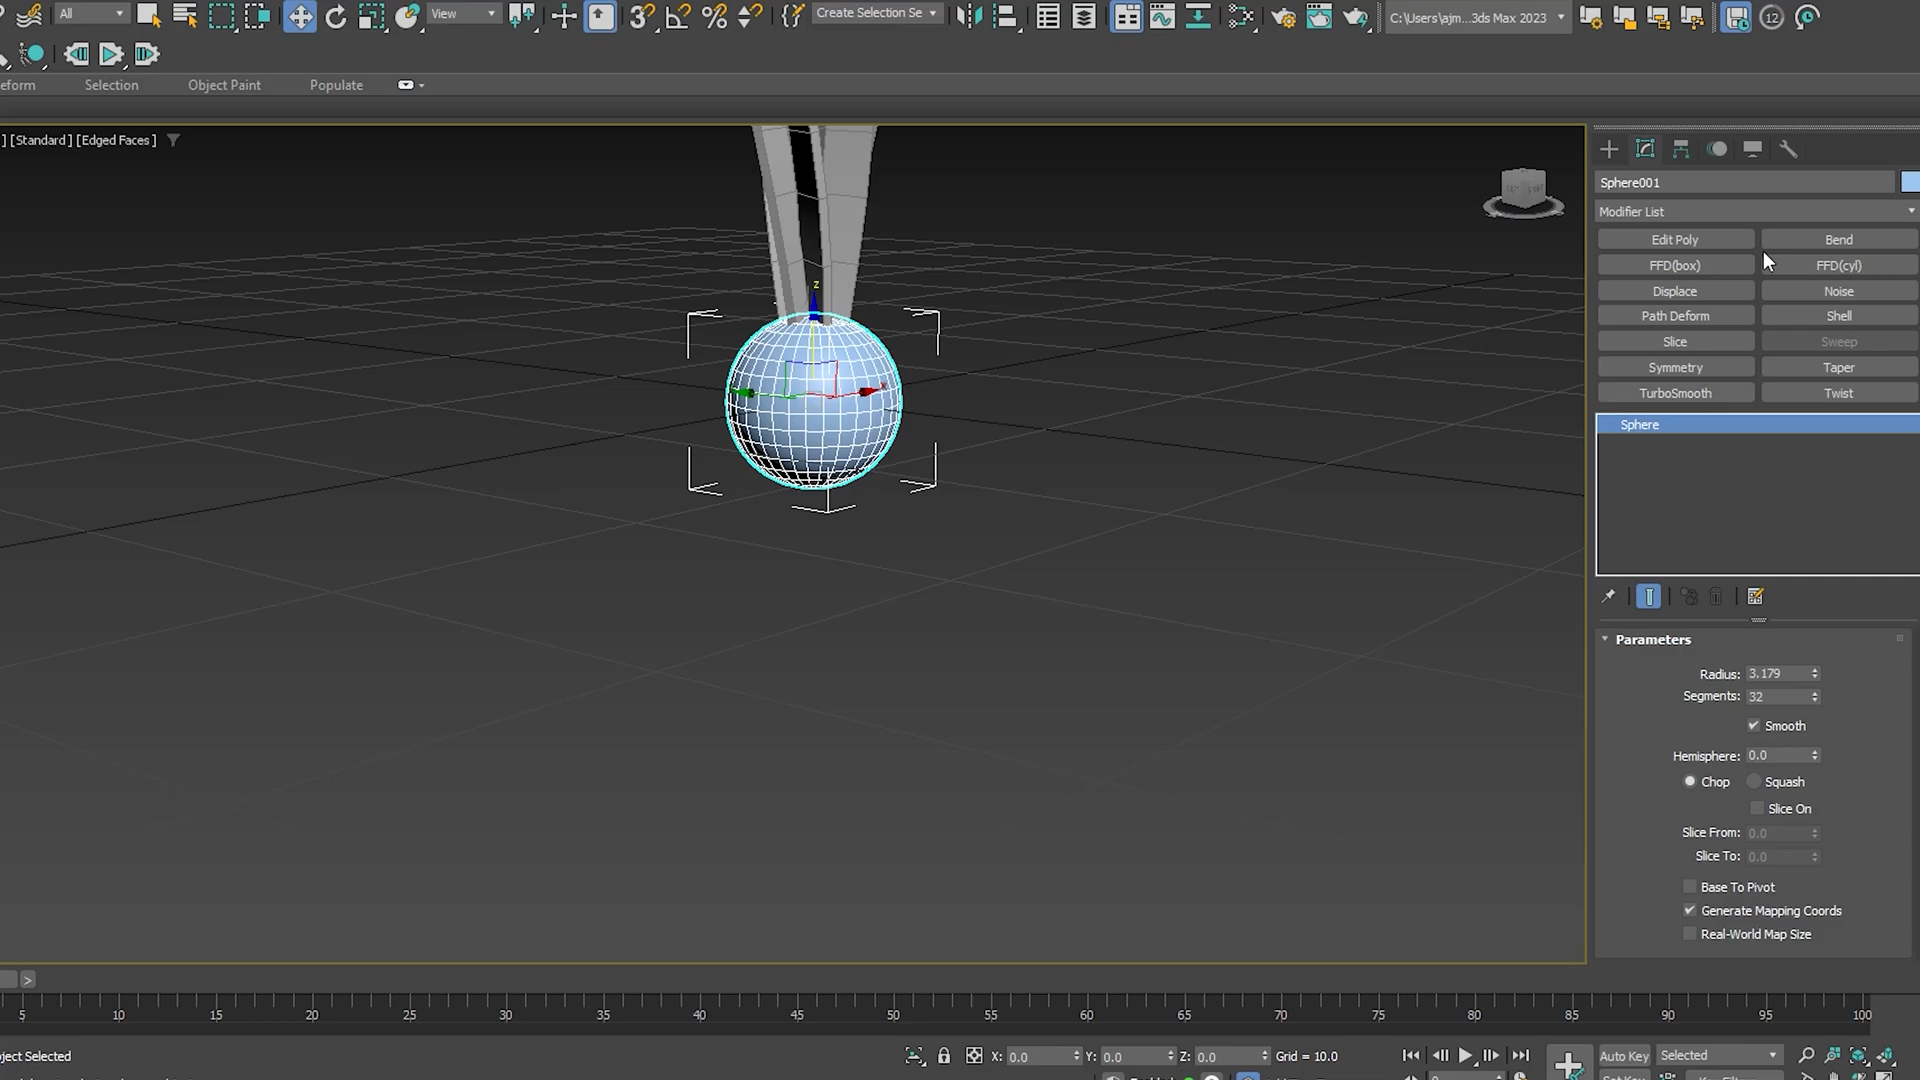 All
View
Create Selection Se
C:\Users\ajm...3ds Max 2023
12
eform
Selection
Object Paint
Populate
] [Standard ] [Edged Faces ]
Sphere001
Modifier List
Edit Poly
Bend
FFD(box)
FFD(cyl)
Displace
Noise
Path Deform
Shell
Slice
Sweep
Symmetry
Taper
TurboSmooth
Twist
z
x
Sphere
Parameters
Radius: 3.179
Segments: 32
Smooth
Hemisphere: 0.0
Chop
Squash
Slice On
Slice From: 0.0
Slice To: 0.0
Base To Pivot
Generate Mapping Coords
Real-World Map Size
>
5 10 15 20 25 30 35 40 45 50 55 60 65 70 75 80 85 90 95 100
ject Selected
X: 0.0
Y: 0.0
Z: 0.0
Grid = 10.0
Auto Key
Selected